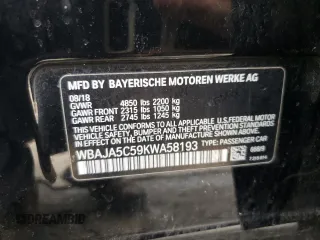 MFD BY BAYERISCHE MOTOREN WERKE AG
08/18
GVWR 4850 lbs 2200 kg
GAWR FRONT 2315 lbs 1050 kg
GAWR REAR 2745 lbs 1245 kg
THIS VEHICLE CONFORMS TO ALL APPLICABLE
U.S. FEDERAL MOTOR VEHICLE
SAFETY, BUMPER, AND THEFT PREVENTION
STANDARDS IN EFFECT ON THE DATE OF
MANUFACTURE SHOWN ABOVE.
WBAJA5C59KWA58193 TYPE: PASSENGER CAR
DREAMBID